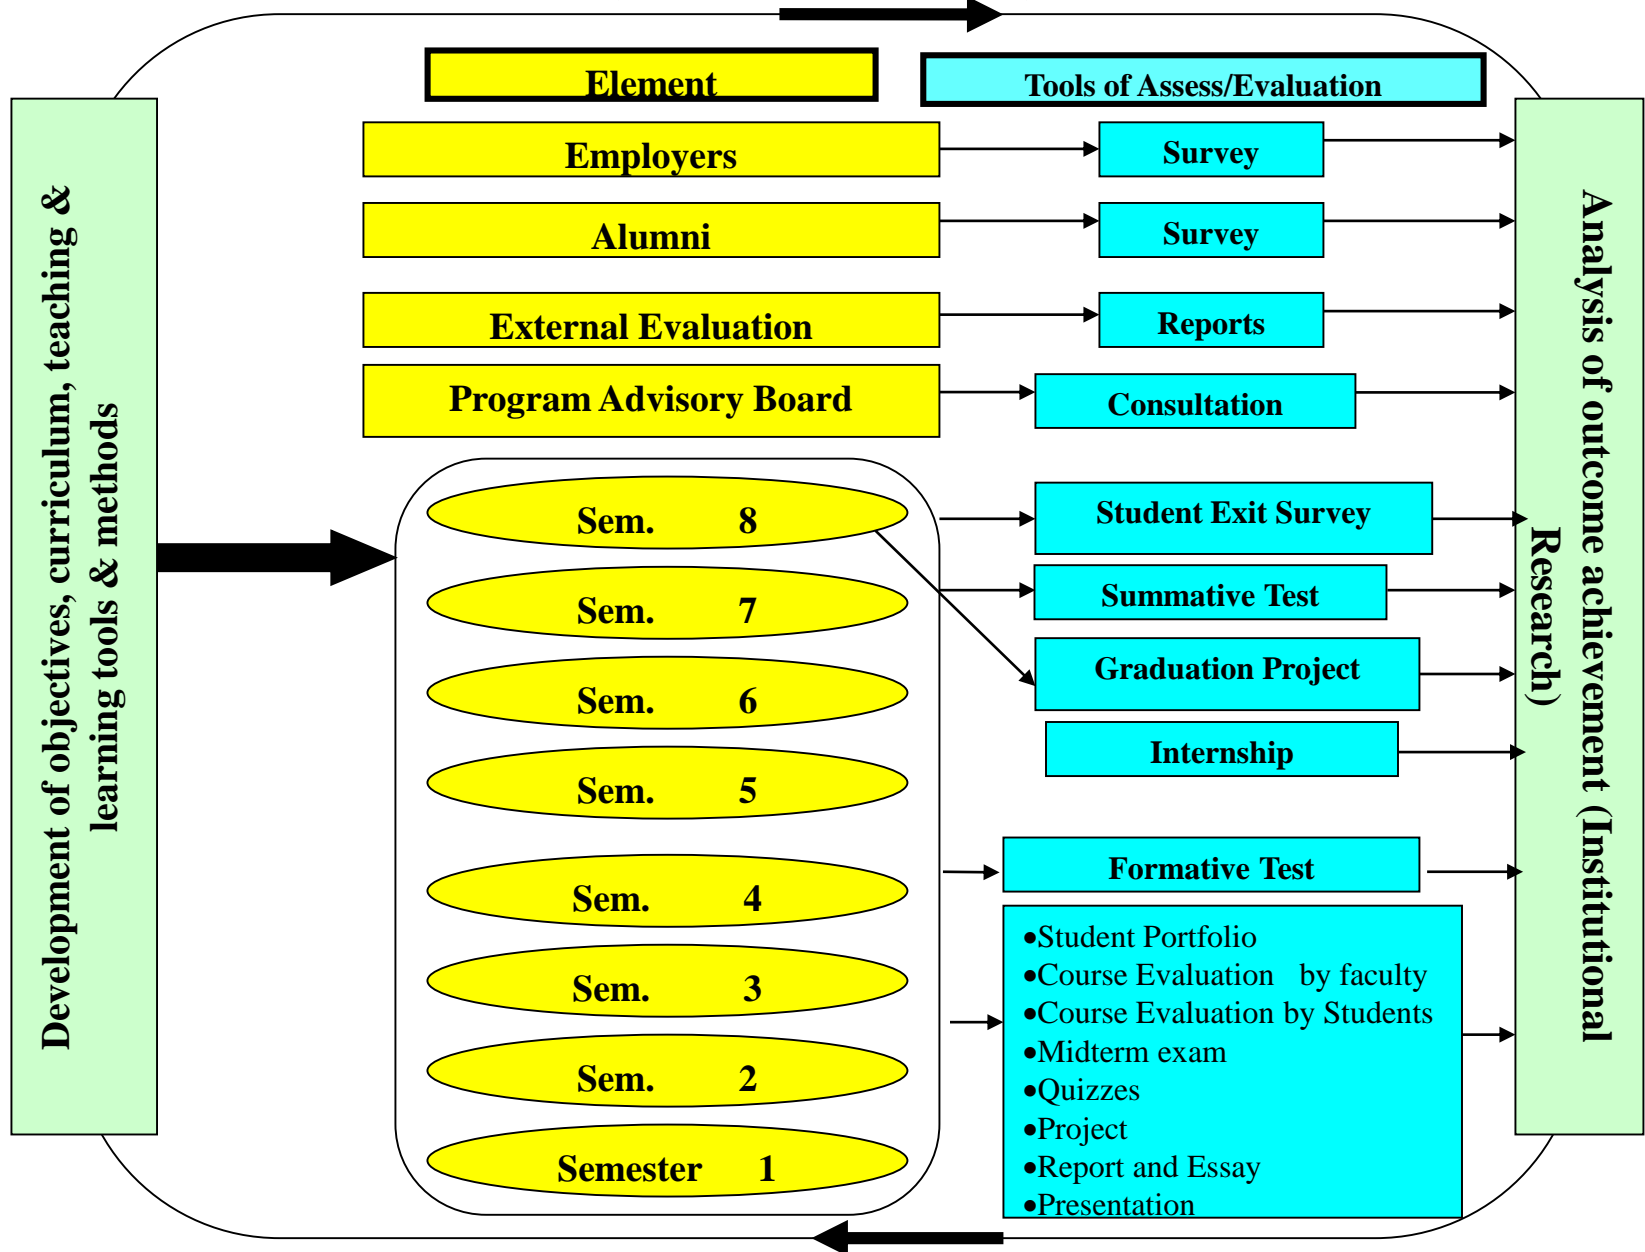 Element
Tools of Assess/Evaluation
Development of objectives, curriculum, teaching &
learning tools & methods
Employers
Survey
Alumni
Survey
External Evaluation
Reports
Program Advisory Board
Consultation
Sem. 8
Student Exit Survey
Sem. 7
Summative Test
Sem. 6
Graduation Project
Sem. 5
Internship
Sem. 4
Formative Test
Sem. 3
Sem. 2
Semester 1
•Student Portfolio
•Course Evaluation by faculty
•Course Evaluation by Students
•Midterm exam
•Quizzes
•Project
•Report and Essay
•Presentation
Analysis of outcome achievement (Institutional
Research)